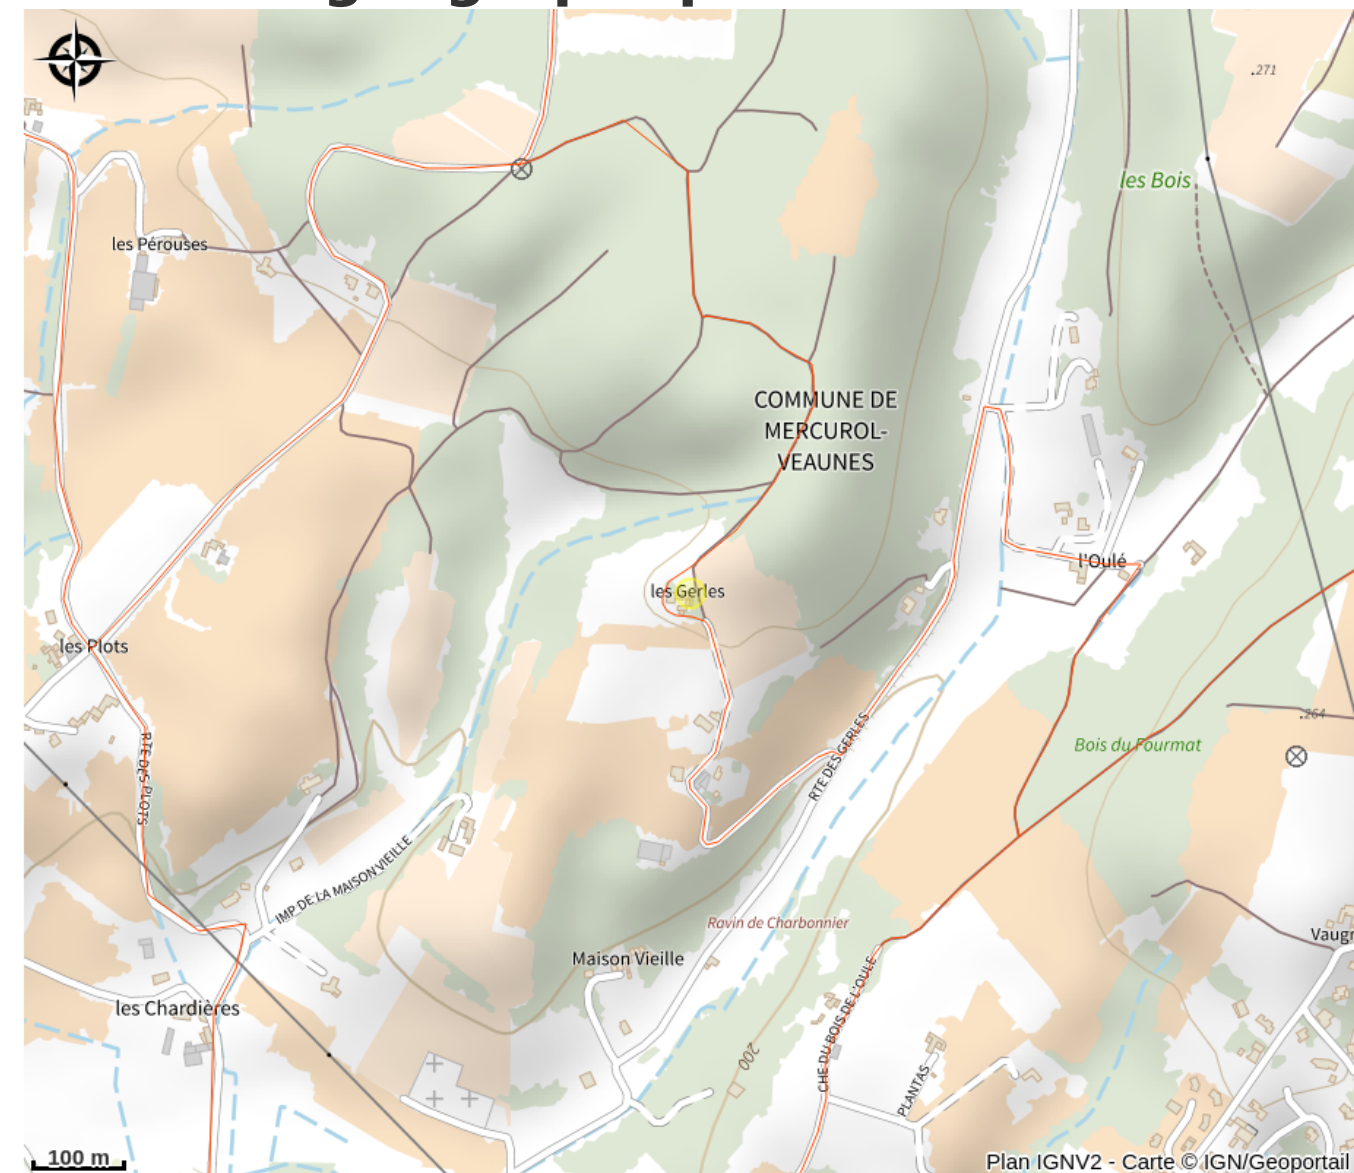 .271
les Bois
les Pérouses
COMMUNE DE
MERCUROL-
VEAUNES
l'Oulé
les Gerles
les Plots
.264
Bois du Fourmat
RTE DES GERLES
RTE DES PLOTS
IMP DE LA MAISON VIEILLE
Ravin de Charbonnier
Vaugr
Maison Vieille
les Chardières
CHE DU BOIS DE L'OULE
200
PLANTAS
100 m
Plan IGNV2 - Carte © IGN/Geoportail